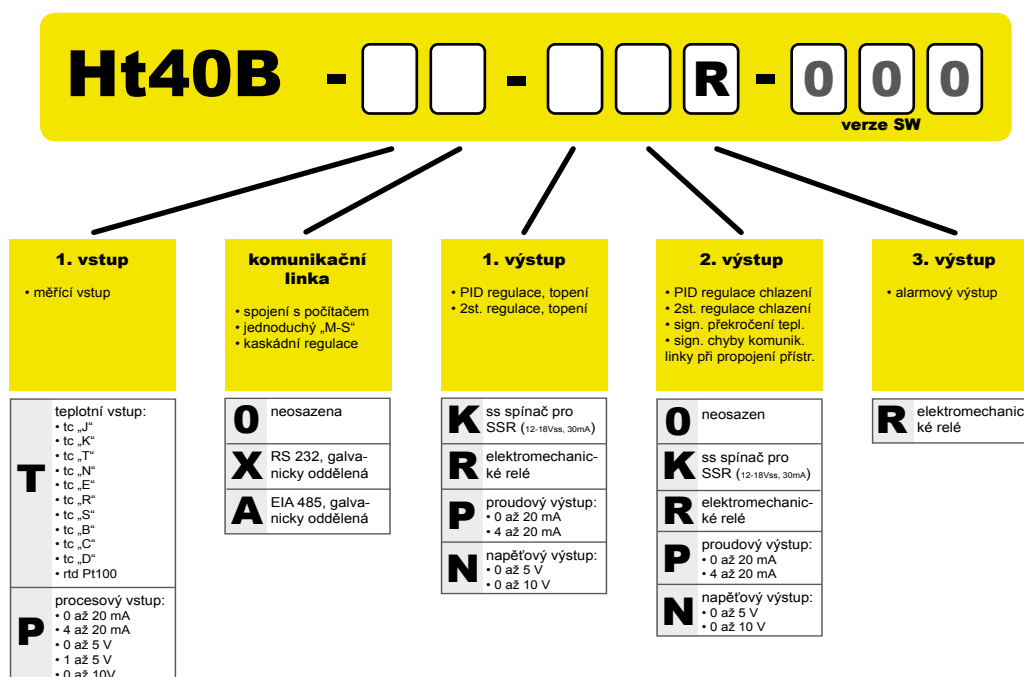 Ht40B - - R - 0 0 0
verze SW
1. vstup
• měřící vstup
T
teplotní vstup:
• tc „J“
• tc „K“
• tc „T“
• tc „N“
• tc „E“
• tc „R“
• tc „S“
• tc „B“
• tc „C“
• tc „D“
• rtd Pt100
P
procesový vstup:
• 0 až 20 mA
• 4 až 20 mA
• 0 až 5 V
• 1 až 5 V
• 0 až 10V
komunikační
linka
• spojení s počítačem
• jednoduchý „M-S“
• kaskádní regulace
0
neosazena
X
RS 232, galva-
nicky oddělená
A
EIA 485, galva-
nicky oddělená
1. výstup
• PID regulace, topení
• 2st. regulace, topení
K
ss spínač pro
SSR (12-18Vss, 30mA)
R
elektromechanic-
ké relé
P
proudový výstup:
• 0 až 20 mA
• 4 až 20 mA
N
napěťový výstup:
• 0 až 5 V
• 0 až 10 V
2. výstup
• PID regulace chlazení
• 2st. regulace chlazení
• sign. překročení tepl.
• sign. chyby komunik.
linky při propojení přístr.
0
neosazen
K
ss spínač pro
SSR (12-18Vss, 30mA)
R
elektromechanic-
ké relé
P
proudový výstup:
• 0 až 20 mA
• 4 až 20 mA
N
napěťový výstup:
• 0 až 5 V
• 0 až 10 V
3. výstup
• alarmový výstup
R
elektromechanic
ké relé